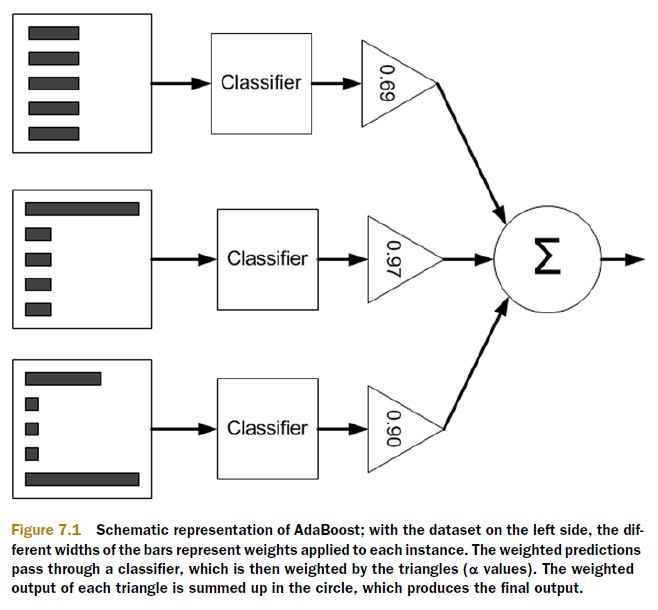 Classifier
0.69
Classifier
0.97
Σ
Classifier
0.90
Figure 7.1 Schematic representation of AdaBoost; with the dataset on the left side, the dif-
ferent widths of the bars represent weights applied to each instance. The weighted predictions
pass through a classifier, which is then weighted by the triangles (α values). The weighted
output of each triangle is summed up in the circle, which produces the final output.